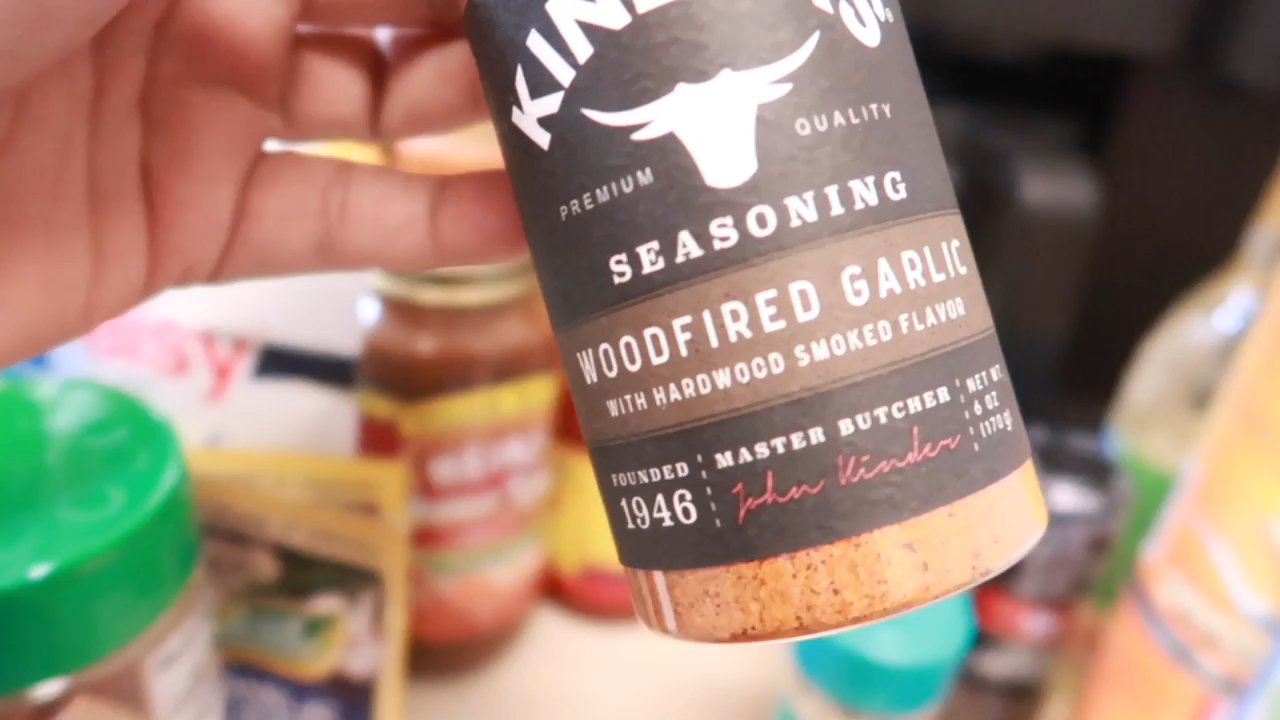 PREMIUM QUALITY
SEASONING
WOODFIRED GARLIC
WITH HARDWOOD SMOKED FLAVOR
FOUNDED
1946
MASTER BUTCHER
John Kinder
NET WT.
6 OZ
(170g)